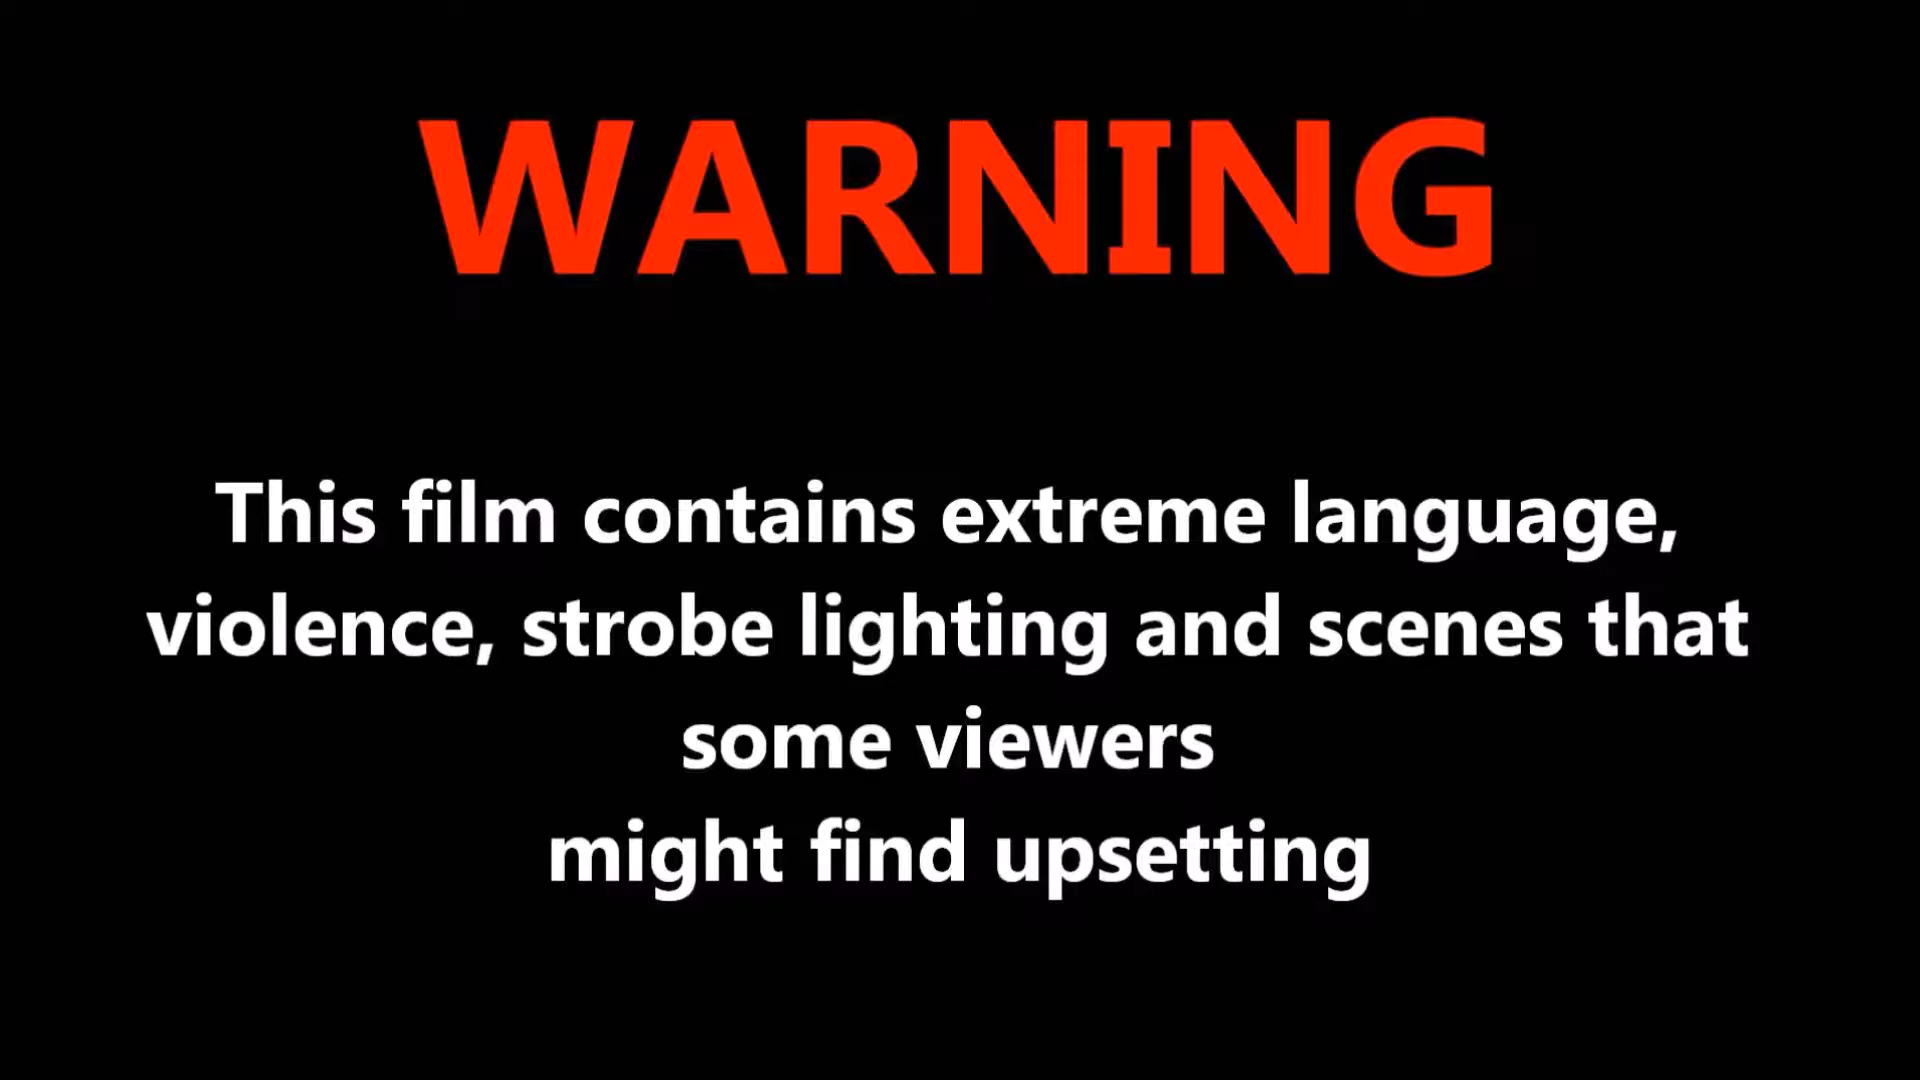 WARNING
This film contains extreme language,
violence, strobe lighting and scenes that
some viewers
might find upsetting